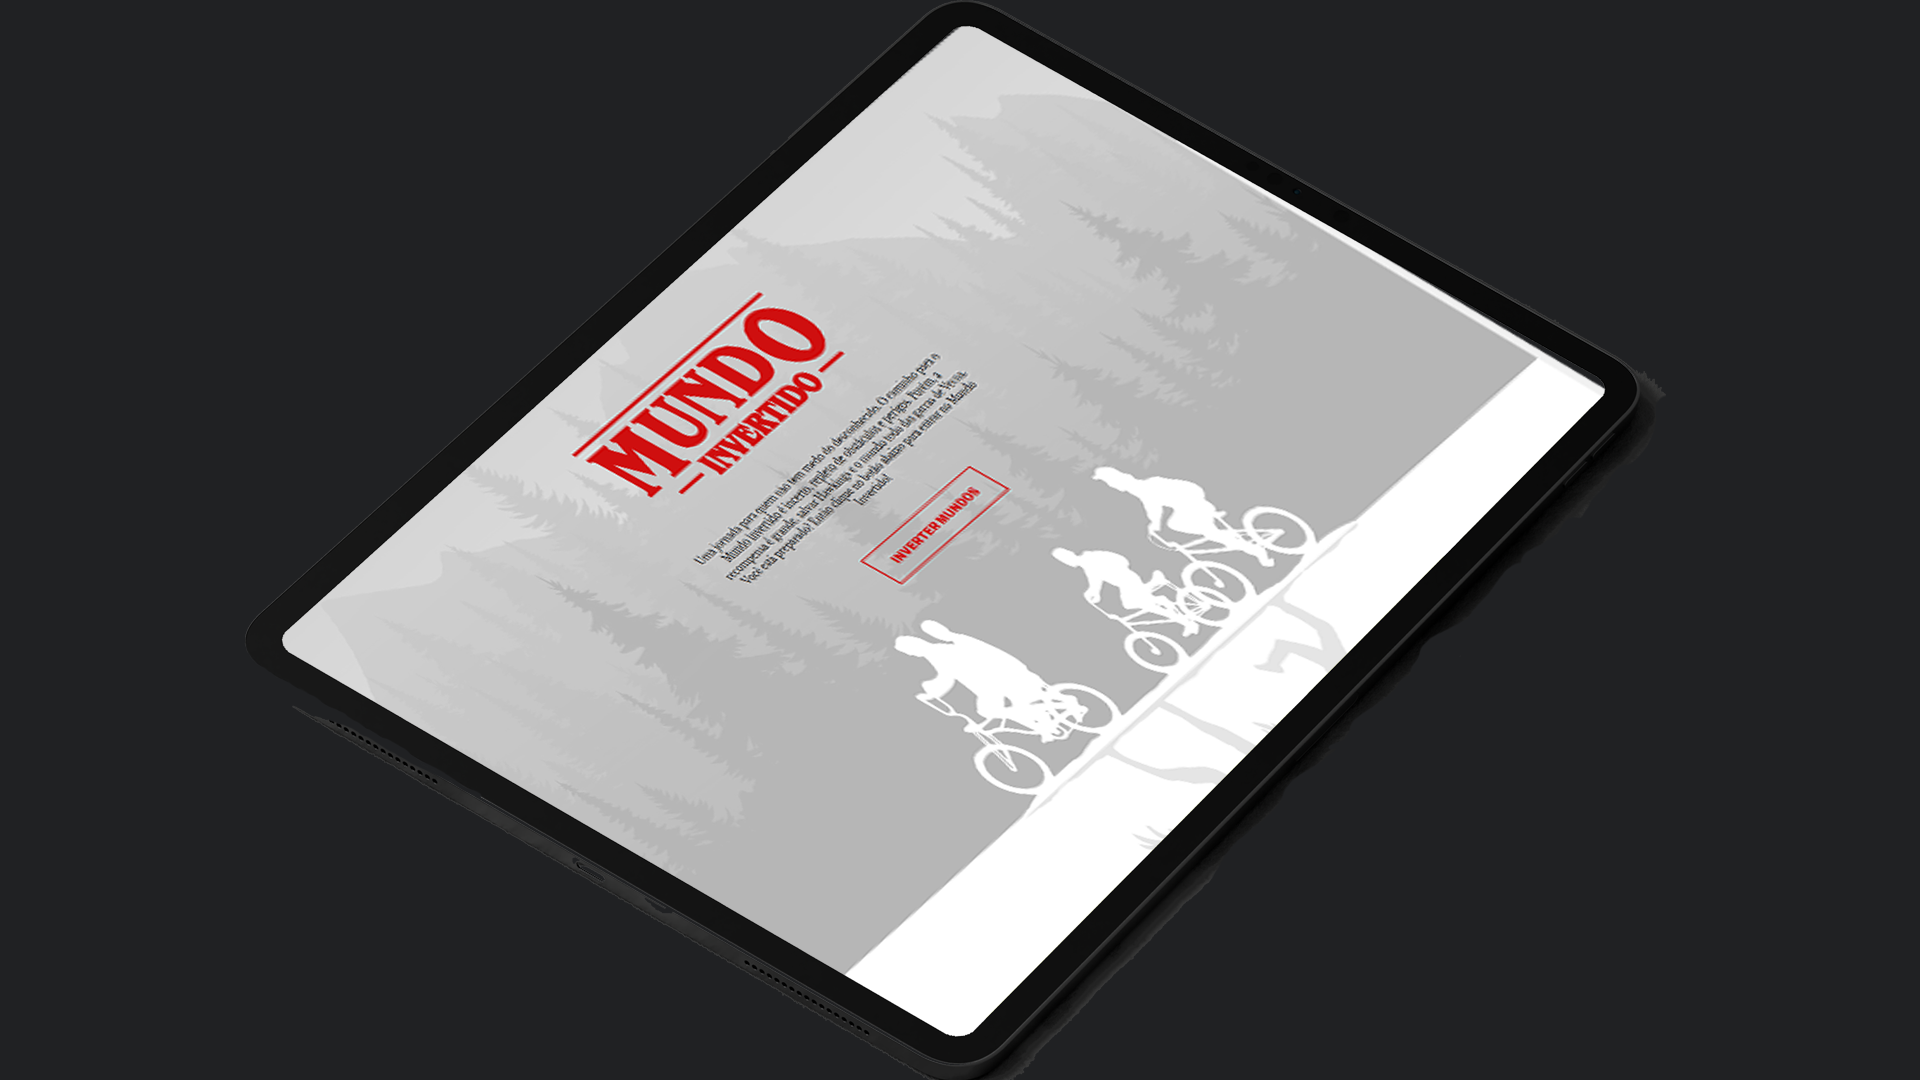 MUNDO
INVERTIDO
Uma jornada para quem não tem medo do desconhecido. O caminho para o
Mundo Invertido é incerto, repleto de obstáculos e perigos. Porém, a
recompensa é grande, salvar Hawkings e o mundo todo das garras de Vecna.
Você está preparado? Então clique no botão abaixo para entrar no Mundo
Invertido!
INVERTER MUNDOS